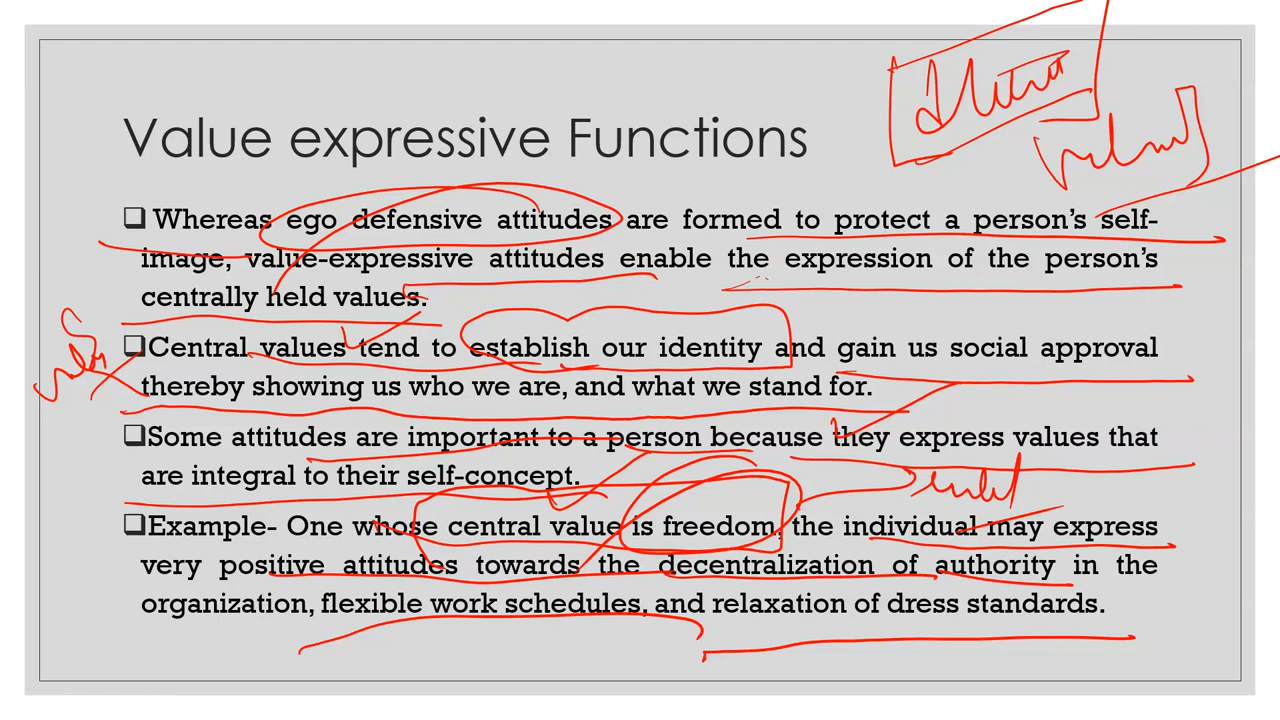 Value expressive Functions
Whereas ego defensive attitudes are formed to protect a person's self-
image, value-expressive attitudes enable the expression of the person's
centrally held values.
Central values tend to establish our identity and gain us social approval
thereby showing us who we are, and what we stand for.
Some attitudes are important to a person because they express values that
are integral to their self-concept.
Example- One whose central value is freedom, the individual may express
very positive attitudes towards the decentralization of authority in the
organization, flexible work schedules, and relaxation of dress standards.